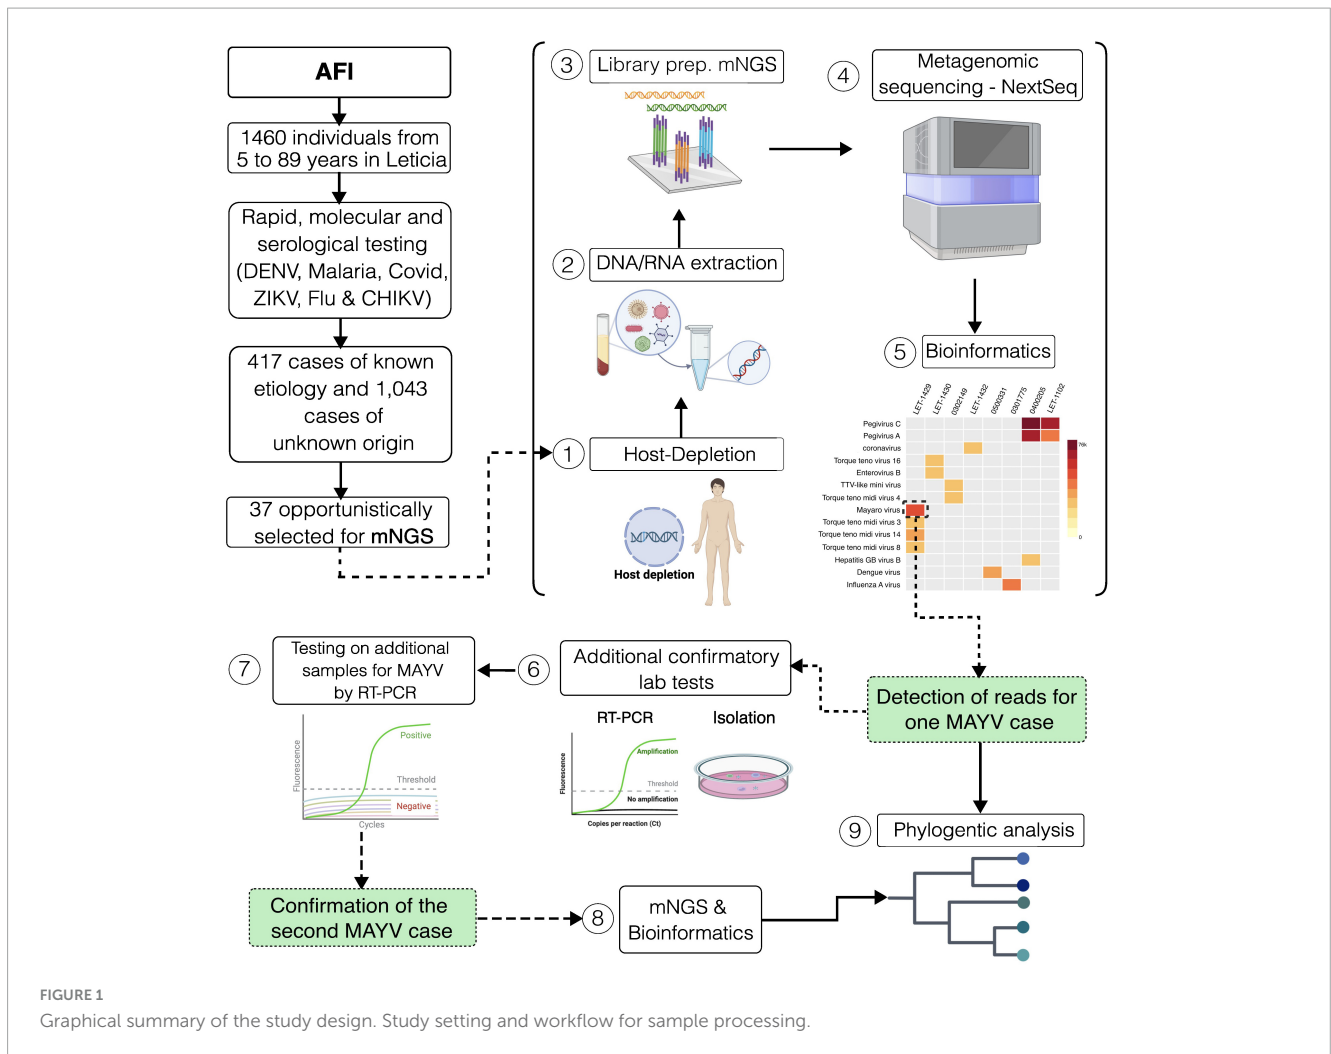 AFI
1460 individuals from
5 to 89 years in Leticia
Rapid, molecular and
serological testing
(DENV, Malaria, Covid,
ZIKV, Flu & CHIKV)
417 cases of known
etiology and 1,043
cases of
unknown origin
37 opportunistically
selected for mNGS
1
Host-Depletion
Host depletion
2
DNA/RNA extraction
3
Library prep. mNGS
4
Metagenomic
sequencing - NextSeq
5
Bioinformatics
LET-1429
LET-1430
0302149
LET-1432
0500331
0301775
0400205
LET-1102
Pegivirus C
Pegivirus A
coronavirus
Torque teno virus 16
Enterovirus B
TTV-like mini virus
Torque teno midi virus 4
Mayaro virus
Torque teno midi virus 3
Torque teno midi virus 14
Torque teno midi virus 8
Hepatitis GB virus B
Dengue virus
Influenza A virus
76k
0
Detection of reads for
one MAYV case
6
Additional confirmatory
lab tests
RT-PCR
Isolation
Fluorescence
Amplification
Threshold
No amplification
Copies per reaction (Ct)
7
Testing on additional
samples for MAYV
by RT-PCR
Fluorescence
Positive
Threshold
Negative
Cycles
Confirmation of the
second MAYV case
8
mNGS &
Bioinformatics
9
Phylogentic analysis
FIGURE 1
Graphical summary of the study design. Study setting and workflow for sample processing.